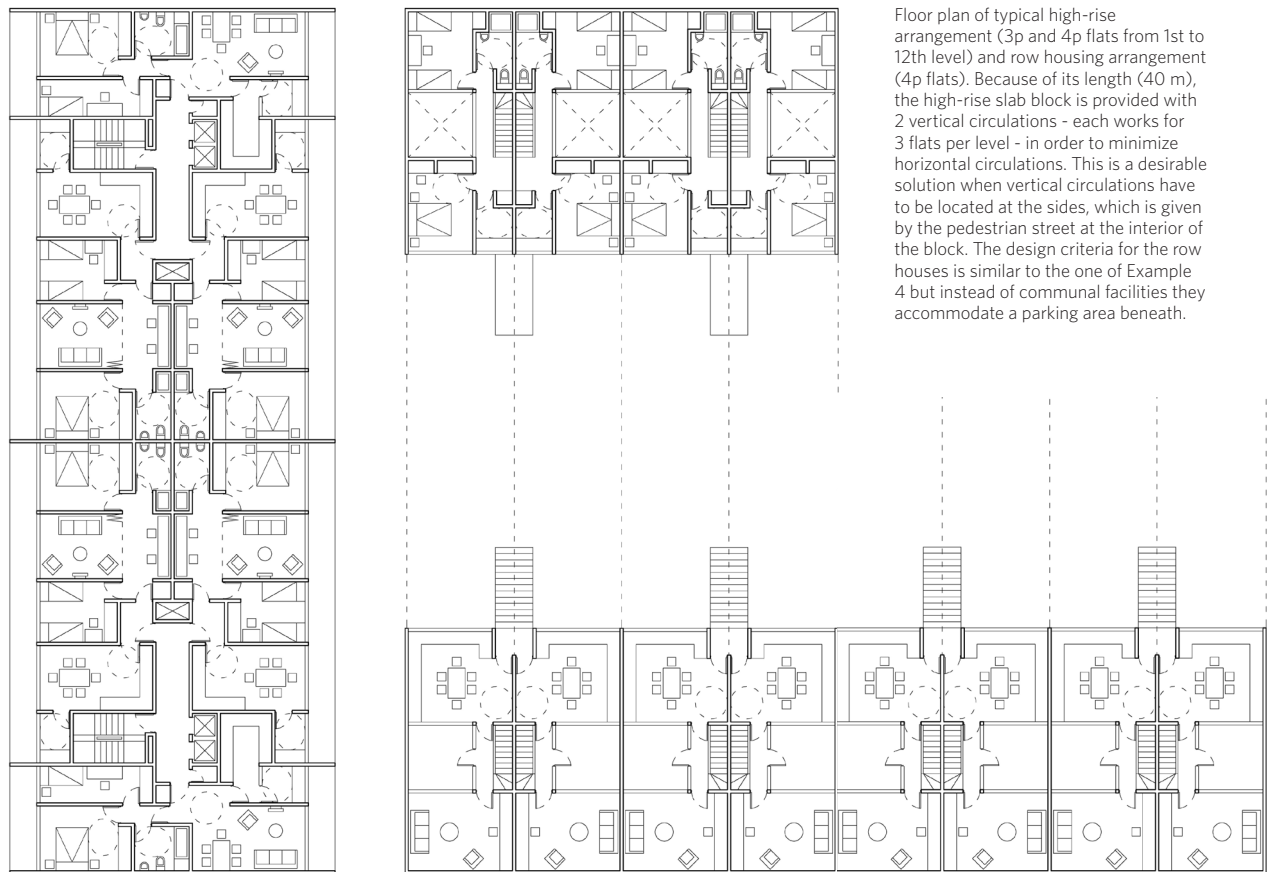 Floor plan of typical high-rise
arrangement (3p and 4p flats from 1st to
12th level) and row housing arrangement
(4p flats). Because of its length (40 m),
the high-rise slab block is provided with
2 vertical circulations - each works for
3 flats per level - in order to minimize
horizontal circulations. This is a desirable
solution when vertical circulations have
to be located at the sides, which is given
by the pedestrian street at the interior of
the block. The design criteria for the row
houses is similar to the one of Example
4 but instead of communal facilities they
accommodate a parking area beneath.